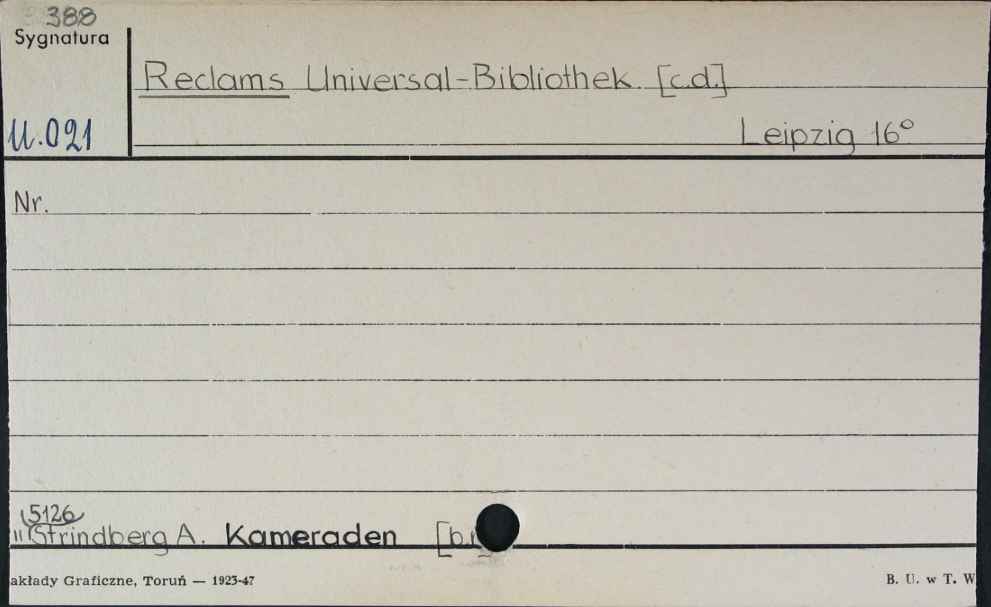 388
Sygnatura
Reclams Universal-Bibliothek. [c.d.]
U.021
Leipzig 16°
Nr.
5126
" Strindberg A. Kameraden [b.r
akłady Graficzne, Toruń — 1923-47
B. U. w T. W